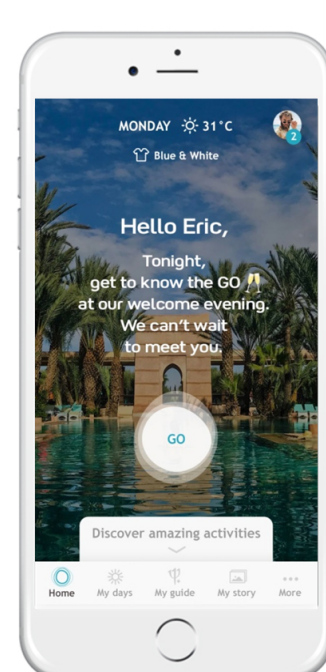 MONDAY 31°C
2
Blue & White
Hello Eric,
Tonight,
get to know the GO 🥂
at our welcome evening.
We can't wait
to meet you.
GO
Discover amazing activities
Home My days My guide My story More